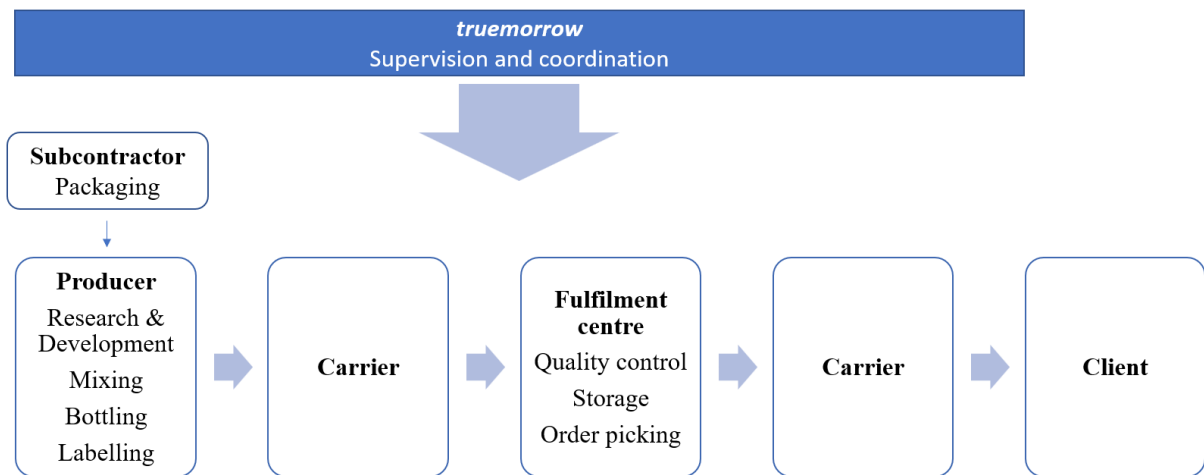 truemorrow
Supervision and coordination
Subcontractor
Packaging
Producer
Research &
Development
Mixing
Bottling
Labelling
Carrier
Fulfilment
centre
Quality control
Storage
Order picking
Carrier
Client